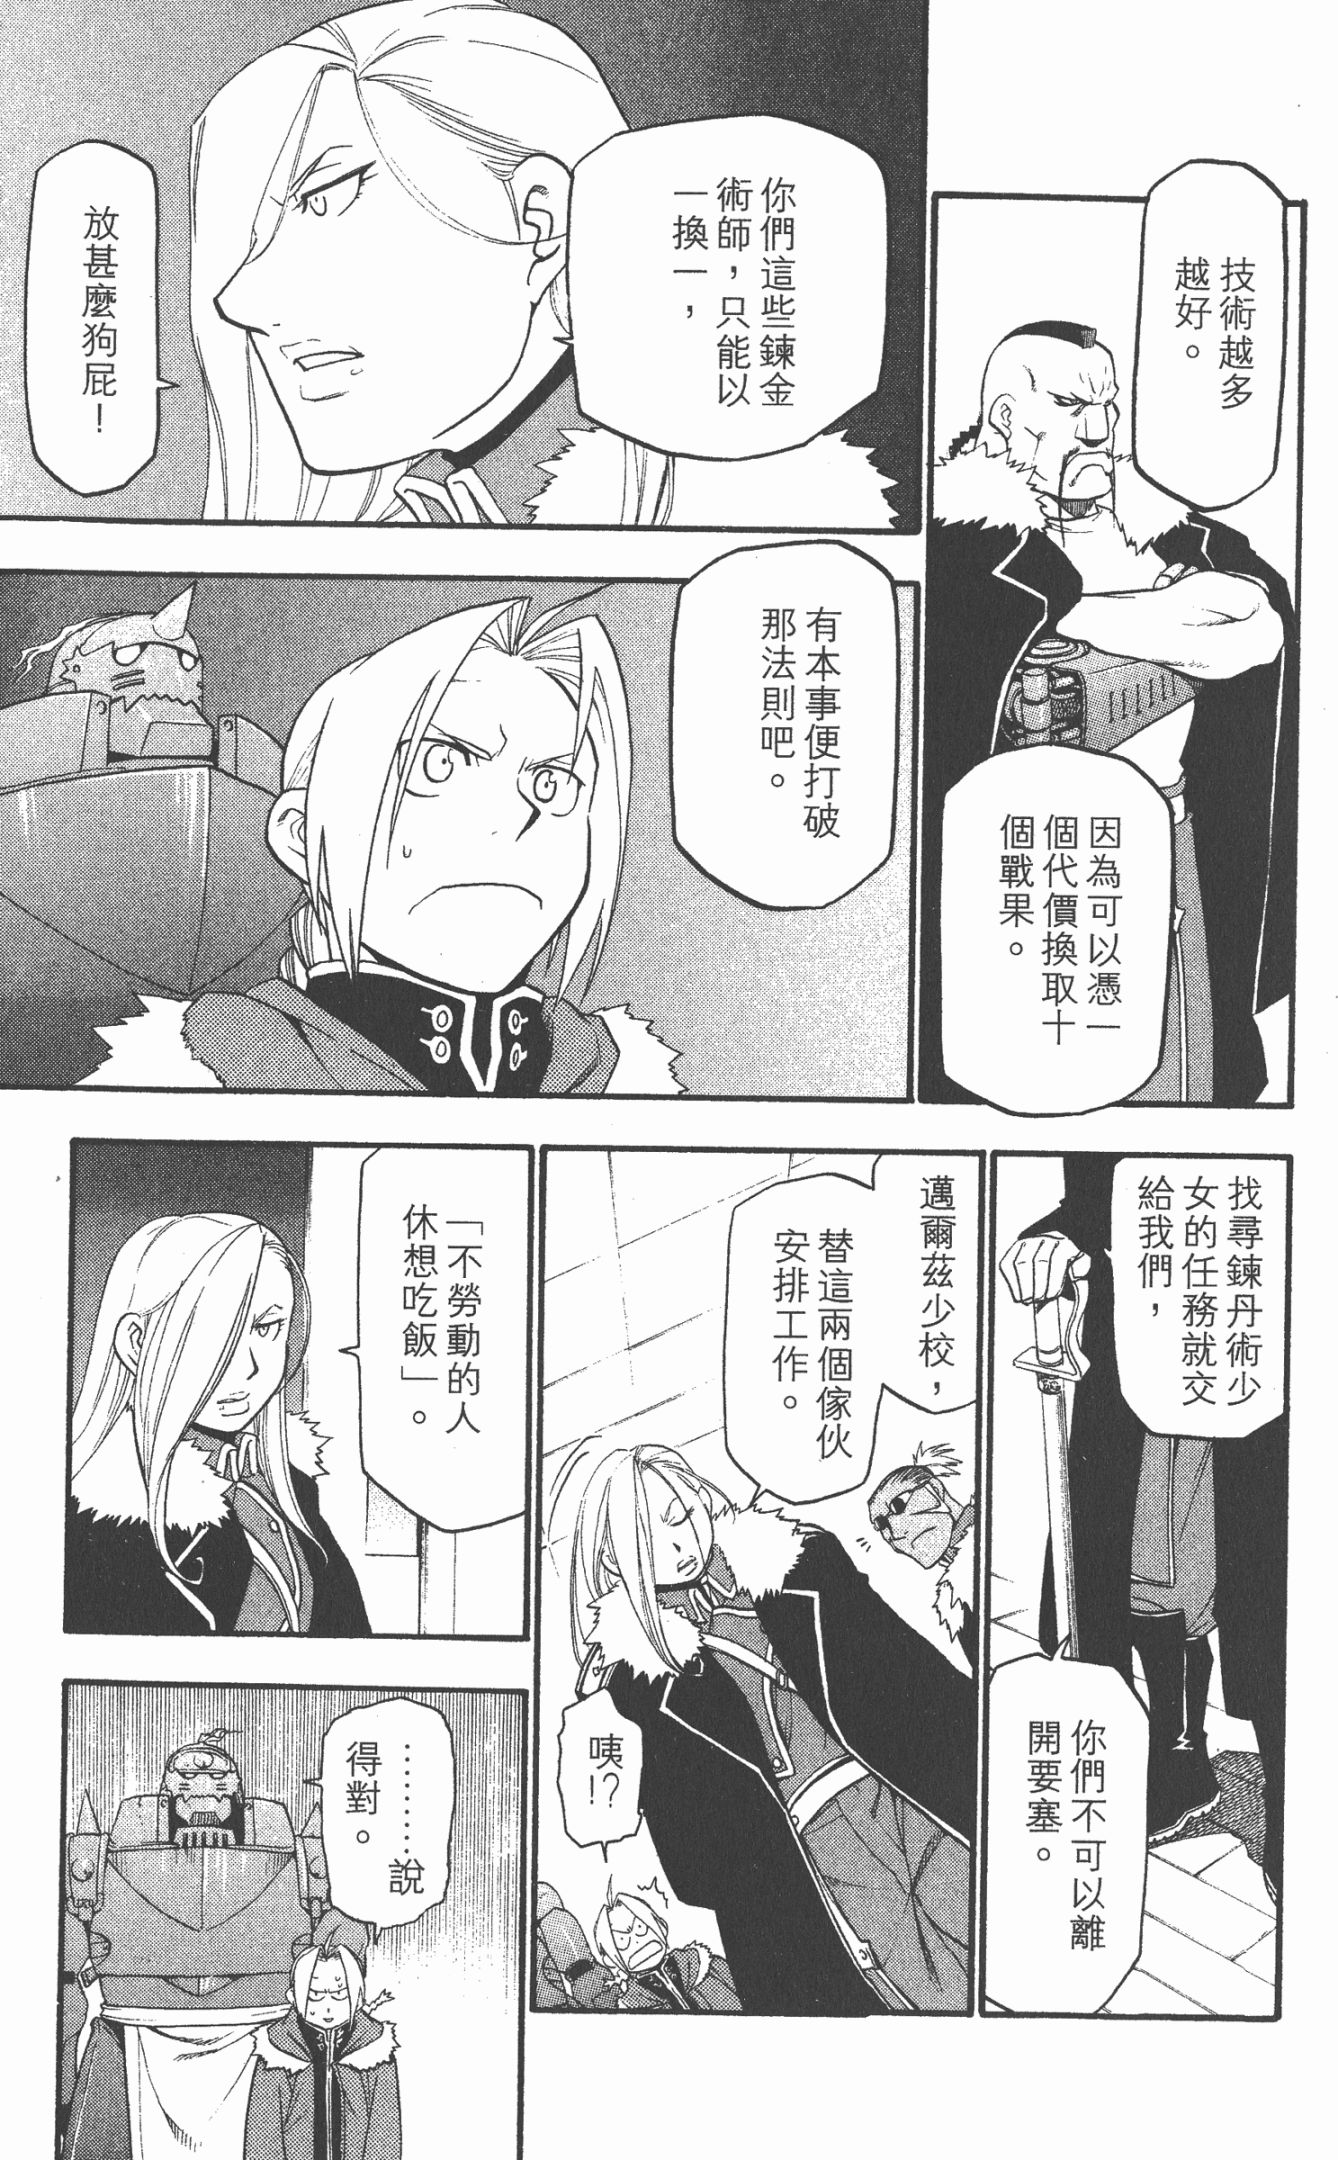 技術越多
越好。
因為可以憑一
個代價換取十
個戰果。
你們這些鍊金
術師，只能以
一換一，
放甚麼狗屁！
有本事便打破
那法則吧。
找尋鍊丹術少
女的任務就交
給我們，
你們不可以離
開要塞。
邁爾茲少校，
替這兩個傢伙
安排工作。
咦!?
「不勞動的人
休想吃飯」。
………說
得對。